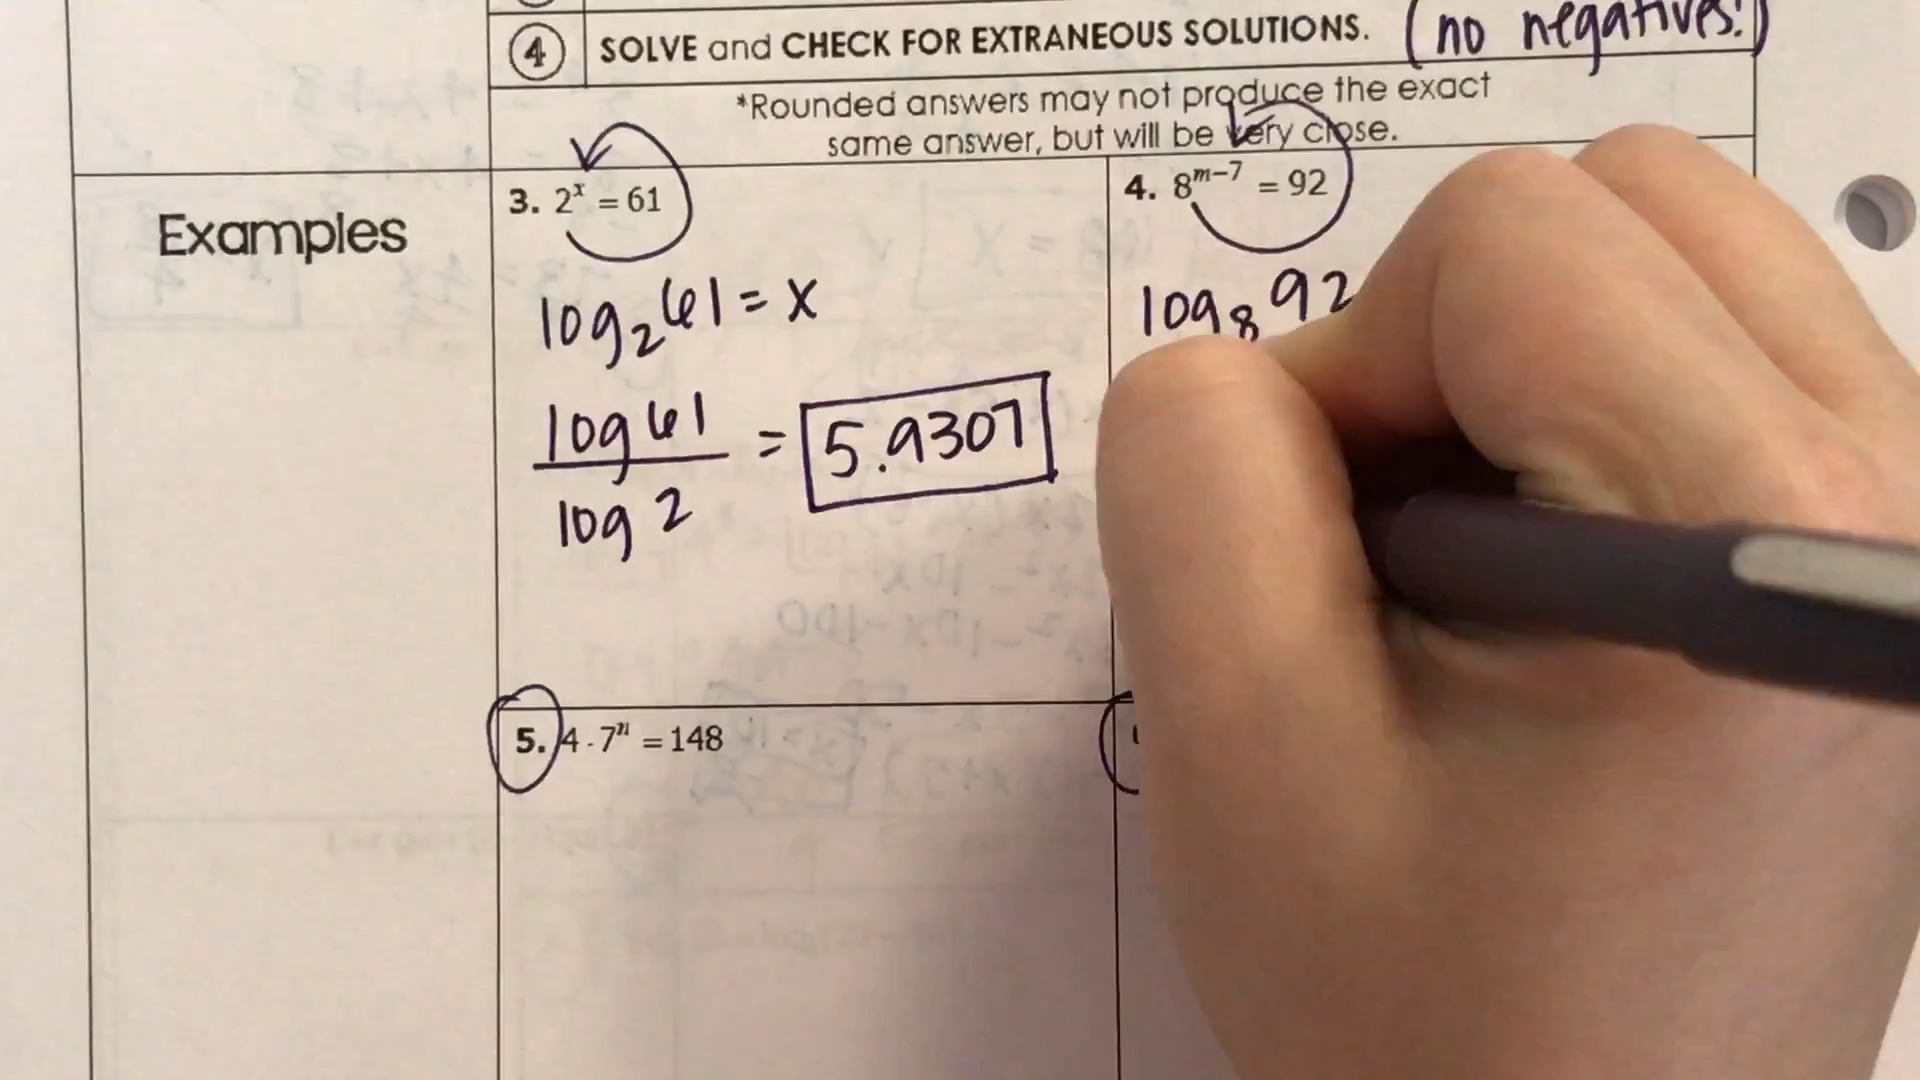 ④ SOLVE and CHECK FOR EXTRANEOUS SOLUTIONS. (no negatives!)
*Rounded answers may not produce the exact
same answer, but will be very close.
Examples
3. 2^x = 61
log₂61 = x
log 61
log 2
= 5.9307
4. 8^(m−7) = 92
log₈92
5. 4 · 7^n = 148